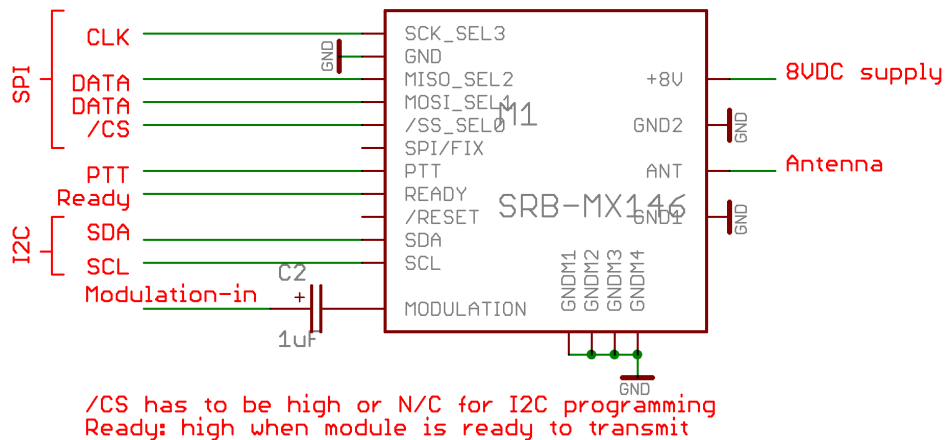 SPI
CLK
DATA
DATA
/CS
PTT
Ready
I2C
SDA
SCL
Modulation-in
C2
+
1uF
GND
SCK_SEL3
GND
MISO_SEL2
MOSI_SEL1
/SS_SEL0
SPI/FIX
PTT
READY
/RESET
SDA
SCL
MODULATION
M1
SRB-MX146
+8V
GND2
ANT
GND1
GNDM1
GNDM2
GNDM3
GNDM4
8VDC supply
GND
Antenna
GND
GND
/CS has to be high or N/C for I2C programming
Ready: high when module is ready to transmit